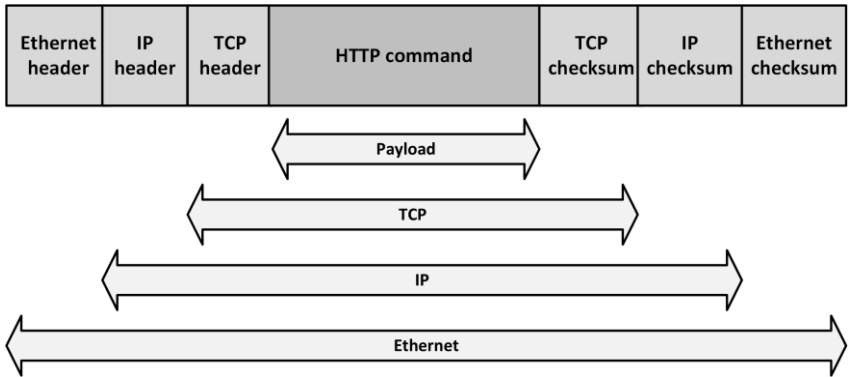 Ethernet header
IP header
TCP header
HTTP command
TCP checksum
IP checksum
Ethernet checksum
Payload
TCP
IP
Ethernet